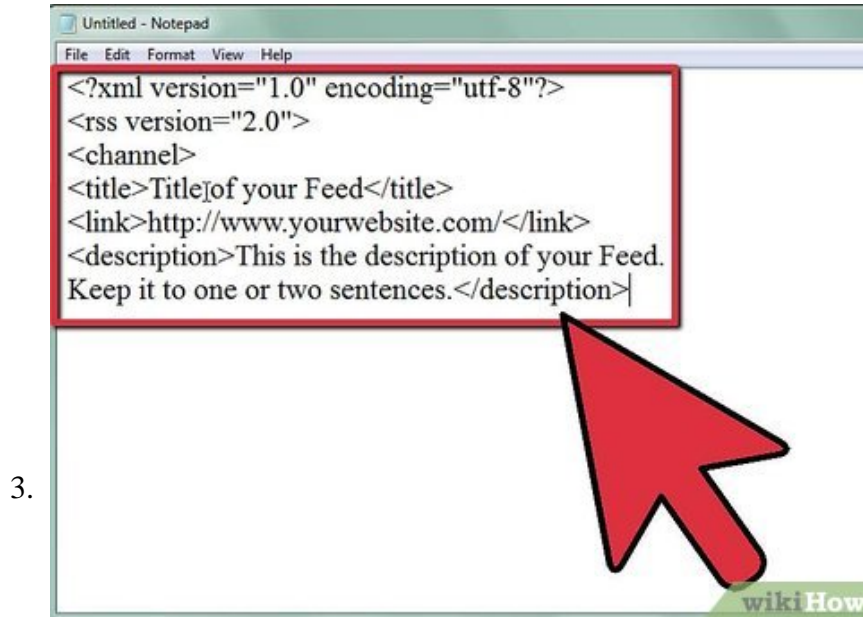 Untitled - Notepad
File Edit Format View Help
<?xml version="1.0" encoding="utf-8"?>
<rss version="2.0">
<channel>
<title>Title of your Feed</title>
<link>http://www.yourwebsite.com/</link>
<description>This is the description of your Feed.
Keep it to one or two sentences.</description>
3.
wikiHow